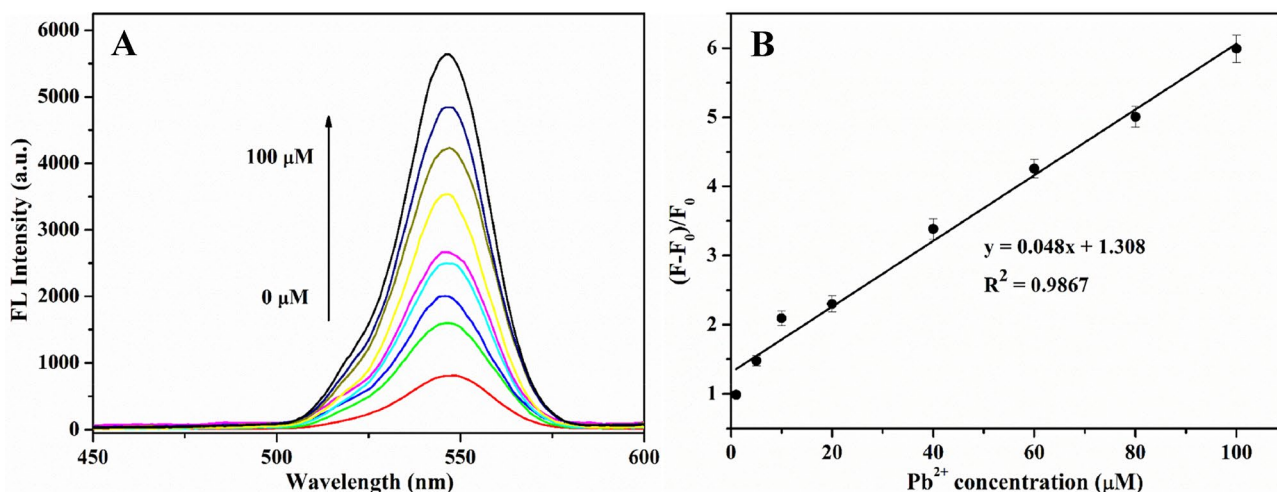 A
6000
5000
4000
3000
2000
1000
0
FL Intensity (a.u.)
100 μM
0 μM
450
500
550
600
Wavelength (nm)
B
6
5
4
3
2
1
(F-F₀)/F₀
y = 0.048x + 1.308
R² = 0.9867
0
20
40
60
80
100
Pb²⁺ concentration (μM)